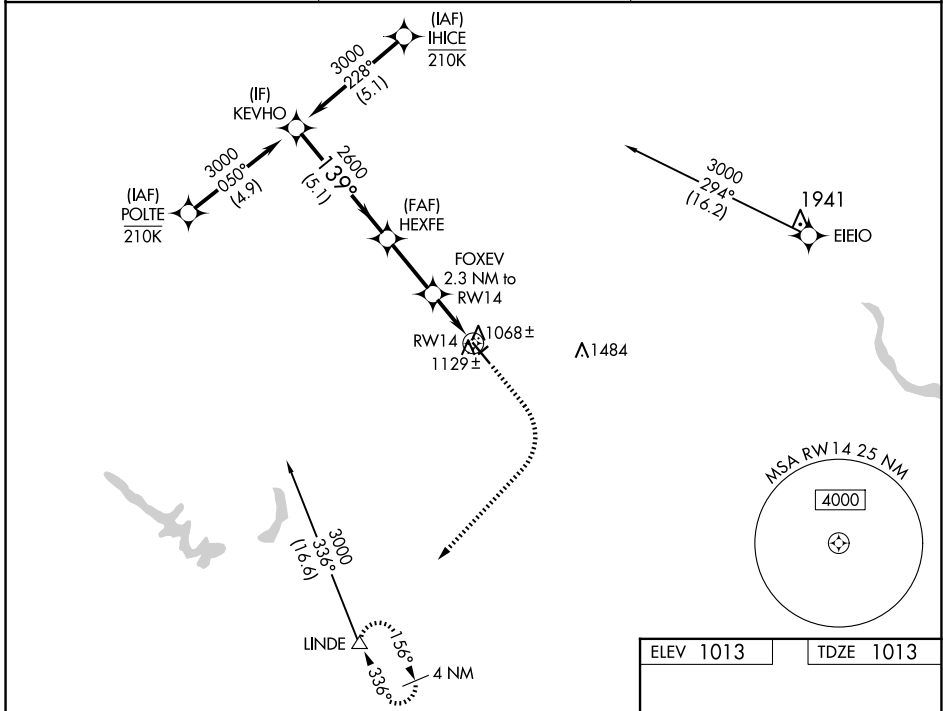 (IAF)
IHICE
210K
3000
228°
(5.1)
(IF)
KEVHO
3000
050°
(4.9)
(IAF)
POLTE
210K
2600
139°
(5.1)
(FAF)
HEXFE
3000
294°
(16.2)
1941
EIEIO
FOXEV
2.3 NM to
RW14
RW14
1068±
1129±
1484
MSA RW14 25 NM
4000
3000
336°
(16.6)
LINDE
156°
336°
4 NM
ELEV 1013
TDZE 1013